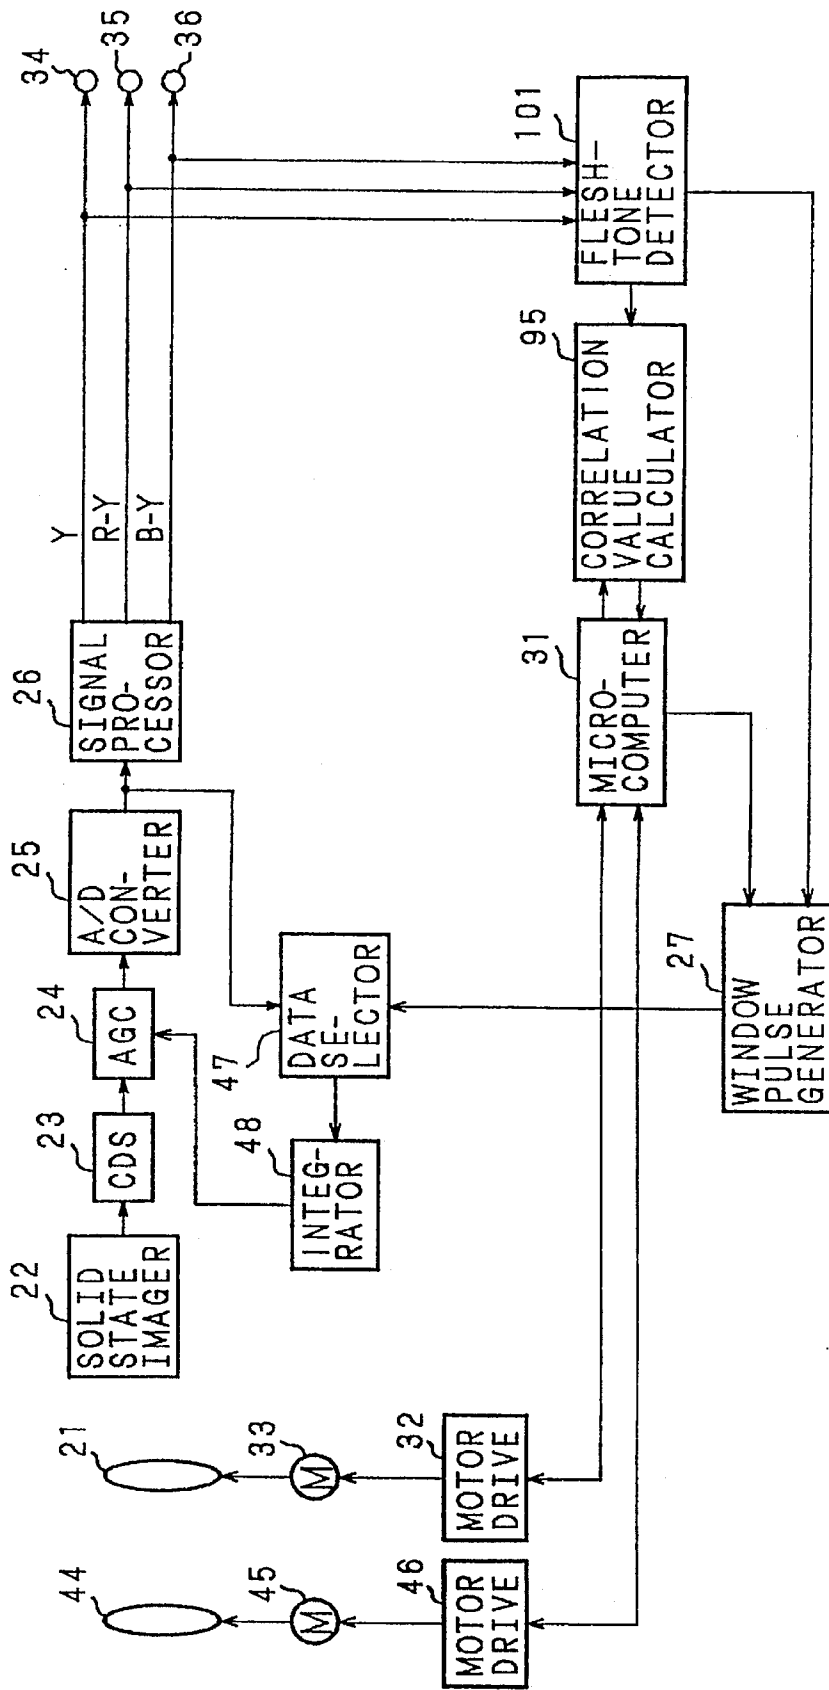 44
21
22
SOLID
STATE
IMAGER
23
CDS
24
AGC
25
A/D
CON-
VERTER
26
SIGNAL
PRO-
CESSOR
Y
R-Y
B-Y
34
35
36
45
M
33
M
48
INTEG-
RATOR
47
DATA
SE-
LECTOR
46
MOTOR
DRIVE
32
MOTOR
DRIVE
31
MICRO-
COMPUTER
95
CORRELATION
VALUE
CALCULATOR
101
FLESH-
TONE
DETECTOR
27
WINDOW
PULSE
GENERATOR